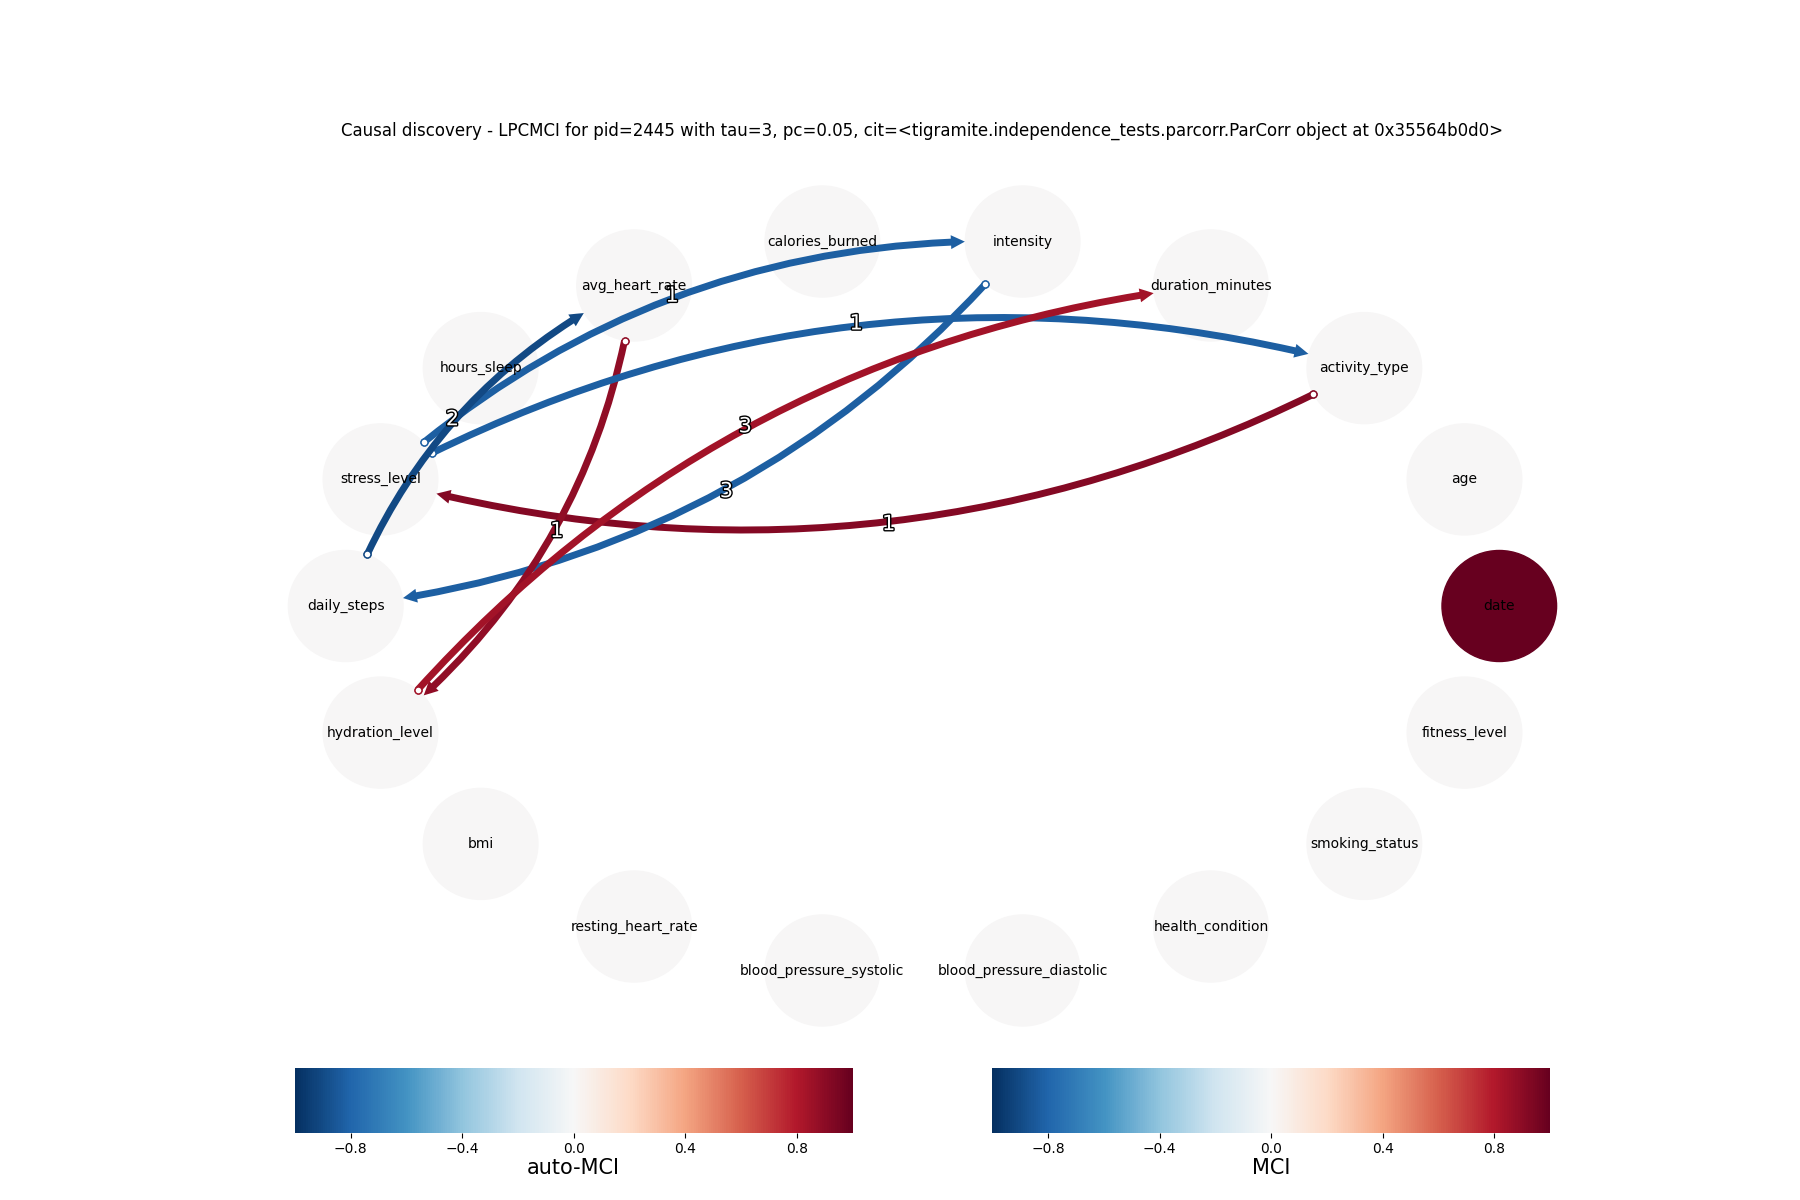 Causal discovery - LPCMCI for pid=2445 with tau=3, pc=0.05, cit=<tigramite.independence_tests.parcorr.ParCorr object at 0x35564b0d0>
calories_burned
intensity
avg_heart_rate
duration_minutes
1
1
hours_sleep
activity_type
2
3
stress_level
age
3
1
1
daily_steps
date
hydration_level
fitness_level
bmi
smoking_status
resting_heart_rate
health_condition
blood_pressure_systolic
blood_pressure_diastolic
−0.8 −0.4 0.0 0.4 0.8
auto-MCI
−0.8 −0.4 0.0 0.4 0.8
MCI